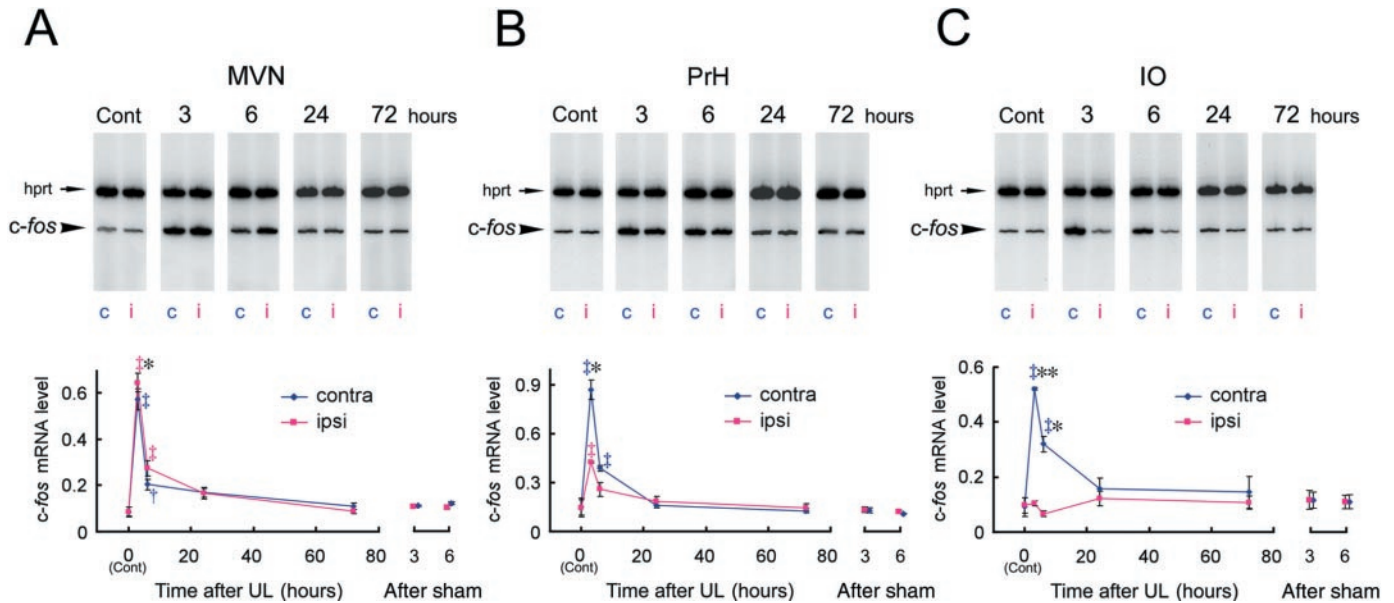 A
MVN
Cont 3 6 24 72 hours
hprt
c-fos
c i c i c i c i c i
c-fos mRNA level
0.6
0.4
0.2
0
‡*
‡
‡
†
contra
ipsi
0 20 40 60 80 3 6
(Cont)
Time after UL (hours) After sham
B
PrH
Cont 3 6 24 72 hours
hprt
c-fos
c i c i c i c i c i
c-fos mRNA level
0.9
0.6
0.3
0
‡*
‡
‡
contra
ipsi
0 20 40 60 80 3 6
(Cont)
Time after UL (hours) After sham
C
IO
Cont 3 6 24 72 hours
hprt
c-fos
c i c i c i c i c i
c-fos mRNA level
0.6
0.4
0.2
0
‡**
‡*
contra
ipsi
0 20 40 60 80 3 6
(Cont)
Time after UL (hours) After sham